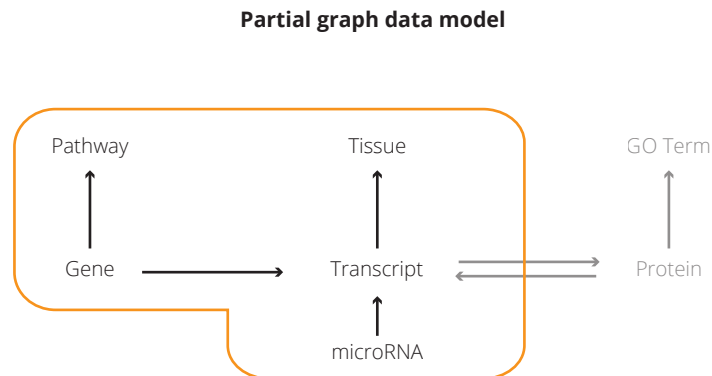 Partial graph data model
Pathway
Tissue
GO Term
Gene
Transcript
Protein
microRNA